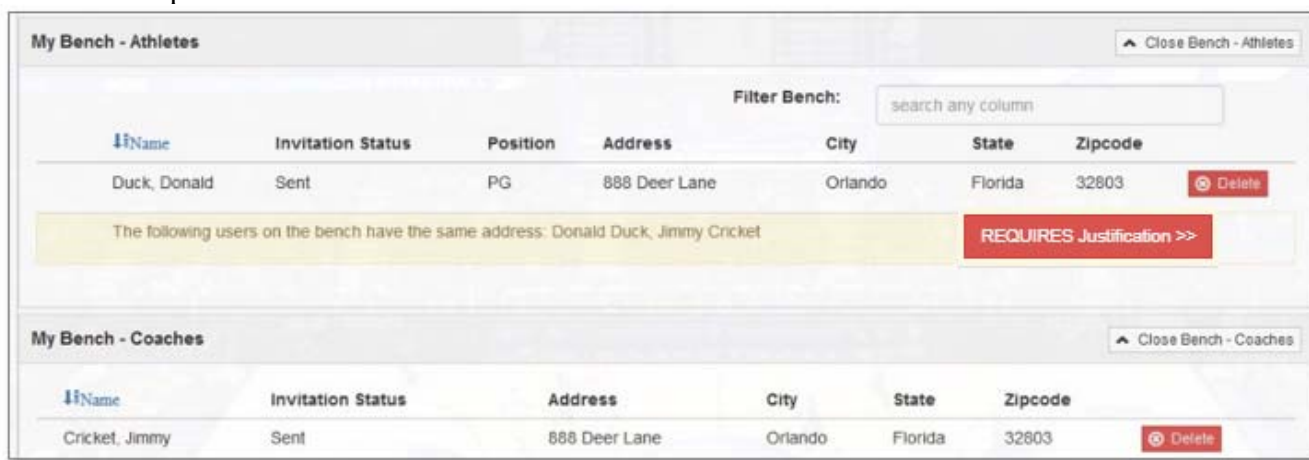 My Bench - Athletes Close Bench - Athletes
Filter Bench: search any column
Name Invitation Status Position Address City State Zipcode
Duck, Donald Sent PG 888 Deer Lane Orlando Florida 32803 Delete
The following users on the bench have the same address: Donald Duck, Jimmy Cricket REQUIRES Justification >>
My Bench - Coaches Close Bench - Coaches
Name Invitation Status Address City State Zipcode
Cricket, Jimmy Sent 888 Deer Lane Orlando Florida 32803 Delete